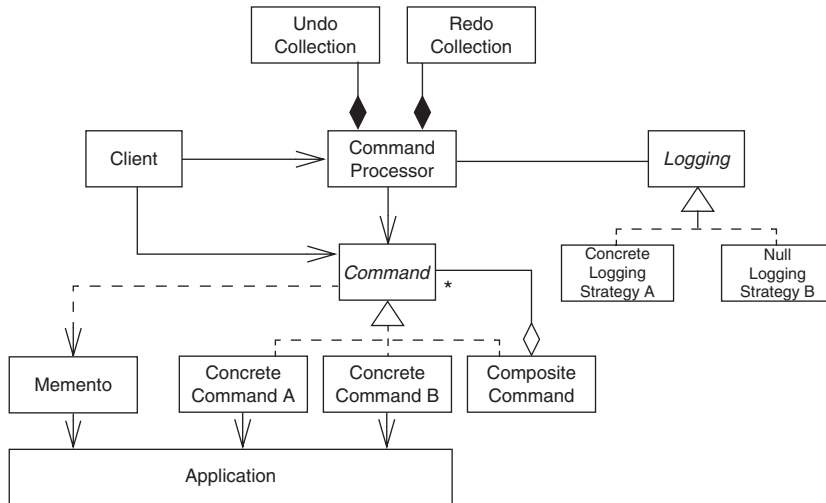 Undo
Collection
Redo
Collection
Client
Command
Processor
Logging
Command
*
Concrete
Logging
Strategy A
Null
Logging
Strategy B
Memento
Concrete
Command A
Concrete
Command B
Composite
Command
Application